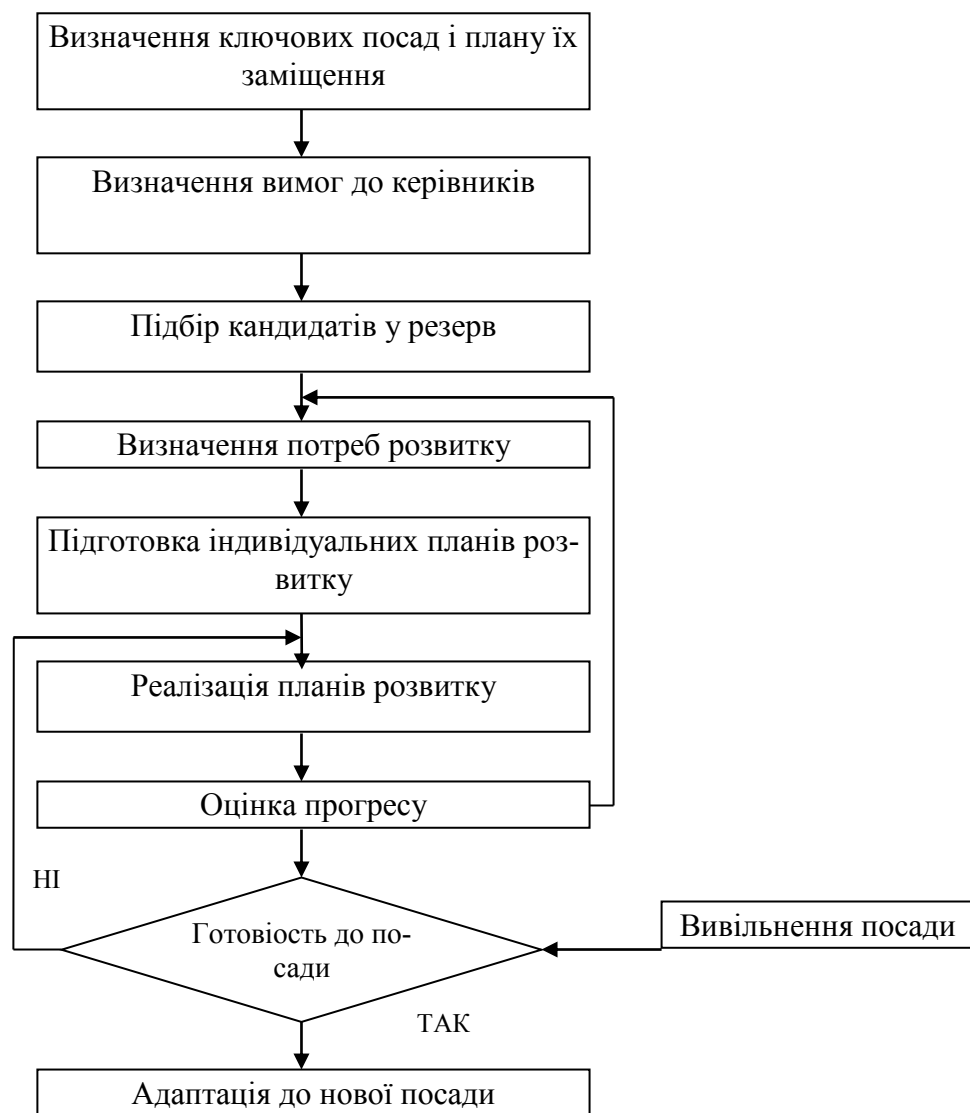 Визначення ключових посад і плану їх
заміщення
Визначення вимог до керівників
Підбір кандидатів у резерв
Визначення потреб розвитку
Підготовка індивідуальних планів роз-
витку
Реалізація планів розвитку
Оцінка прогресу
НІ
Готовіость до по-
сади
Вивільнення посади
ТАК
Адаптація до нової посади